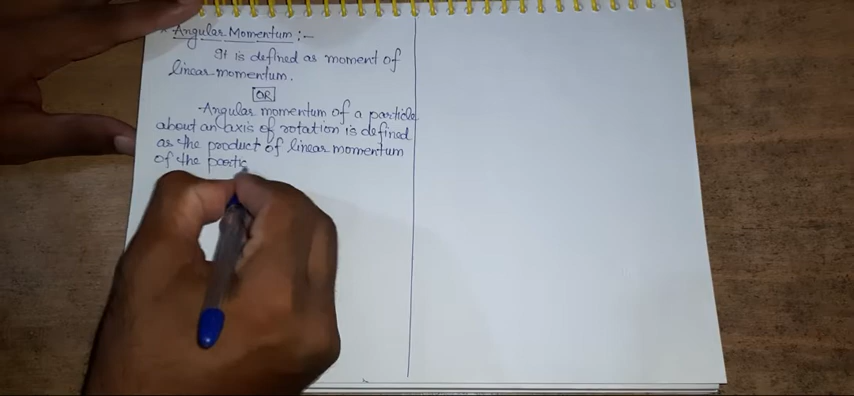 * Angular Momentum :-
It is defined as moment of
linear momentum.
OR
Angular momentum of a particle
about an axis of rotation is defined
as the product of linear momentum
of the partic